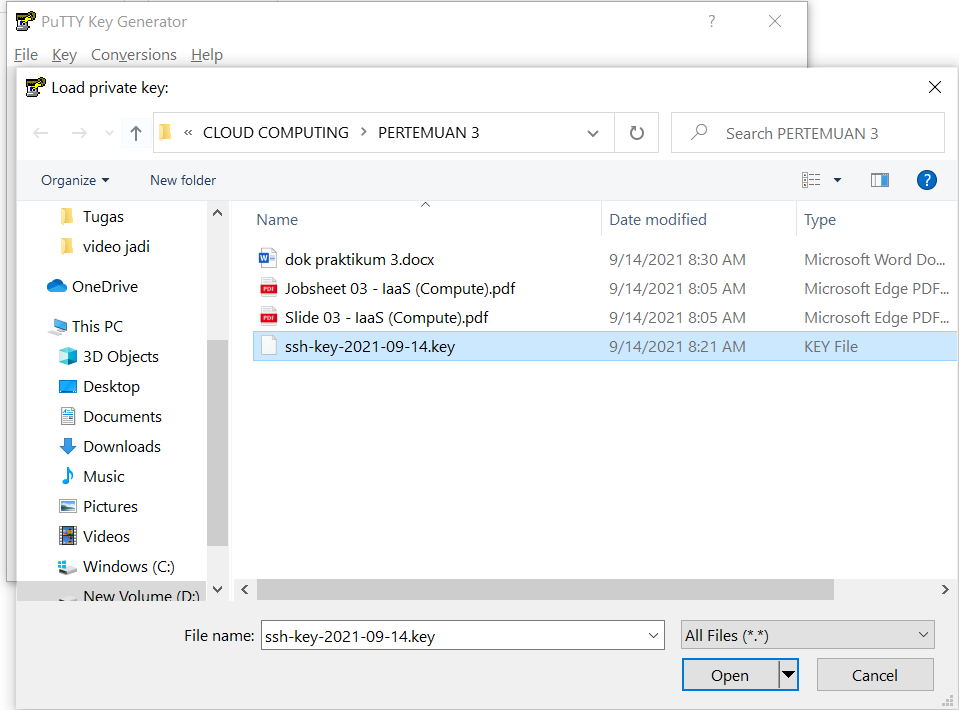 PuTTY Key Generator
?
File Key Conversions Help
Load private key:
« CLOUD COMPUTING > PERTEMUAN 3
Search PERTEMUAN 3
Organize
New folder
?
Tugas
video jadi
OneDrive
This PC
3D Objects
Desktop
Documents
Downloads
Music
Pictures
Videos
Windows (C:)
New Volume (D:)
Name Date modified Type
dok praktikum 3.docx 9/14/2021 8:30 AM Microsoft Word Do...
Jobsheet 03 - IaaS (Compute).pdf 9/14/2021 8:05 AM Microsoft Edge PDF...
Slide 03 - IaaS (Compute).pdf 9/14/2021 8:05 AM Microsoft Edge PDF...
ssh-key-2021-09-14.key 9/14/2021 8:21 AM KEY File
File name: ssh-key-2021-09-14.key
All Files (*.*)
Open
Cancel